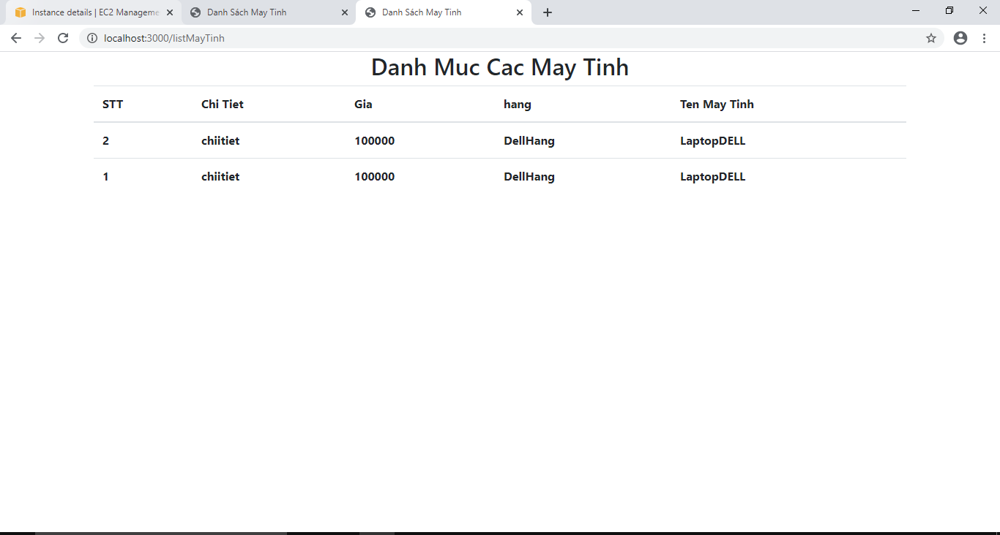 Instance details | EC2 Manageme
Danh Sách May Tinh
Danh Sách May Tinh
localhost:3000/listMayTinh
Danh Muc Cac May Tinh
STT Chi Tiet Gia hang Ten May Tinh
2 chiitiet 100000 DellHang LaptopDELL
1 chiitiet 100000 DellHang LaptopDELL